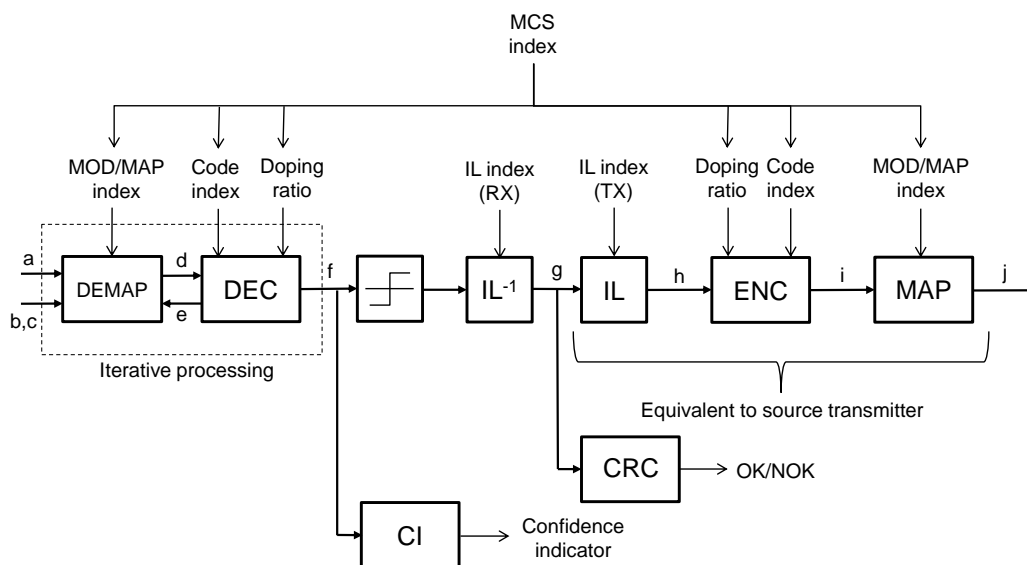 MCS
index
MOD/MAP
index
Code
index
Doping
ratio
IL index
(RX)
IL index
(TX)
Doping
ratio
Code
index
MOD/MAP
index
a
b,c
DEMAP
d
e
DEC
f
IL-1
g
IL
h
ENC
i
MAP
j
Iterative processing
Equivalent to source transmitter
CRC
OK/NOK
CI
Confidence
indicator